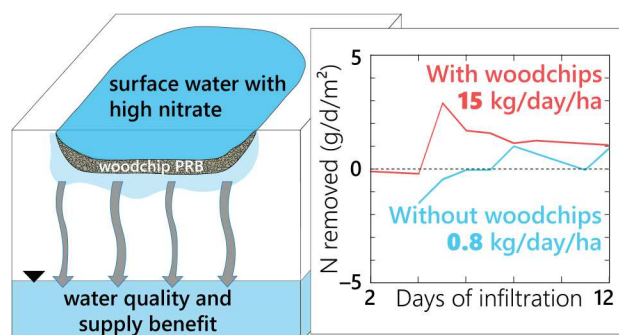 surface water with
high nitrate
woodchip PRB
water quality and
supply benefit
N removed (g/d/m²)
5
0
−5
With woodchips
15 kg/day/ha
Without woodchips
0.8 kg/day/ha
2
Days of infiltration
12